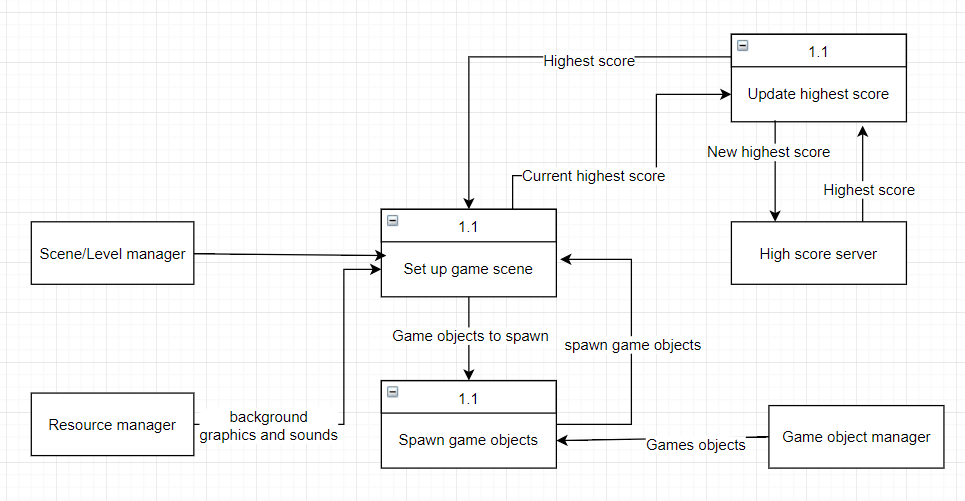 1.1
Highest score
Update highest score
New highest score
Current highest score
Highest score
1.1
Scene/Level manager
Set up game scene
High score server
Game objects to spawn
spawn game objects
1.1
Resource manager
background
graphics and sounds
Spawn game objects
Games objects
Game object manager